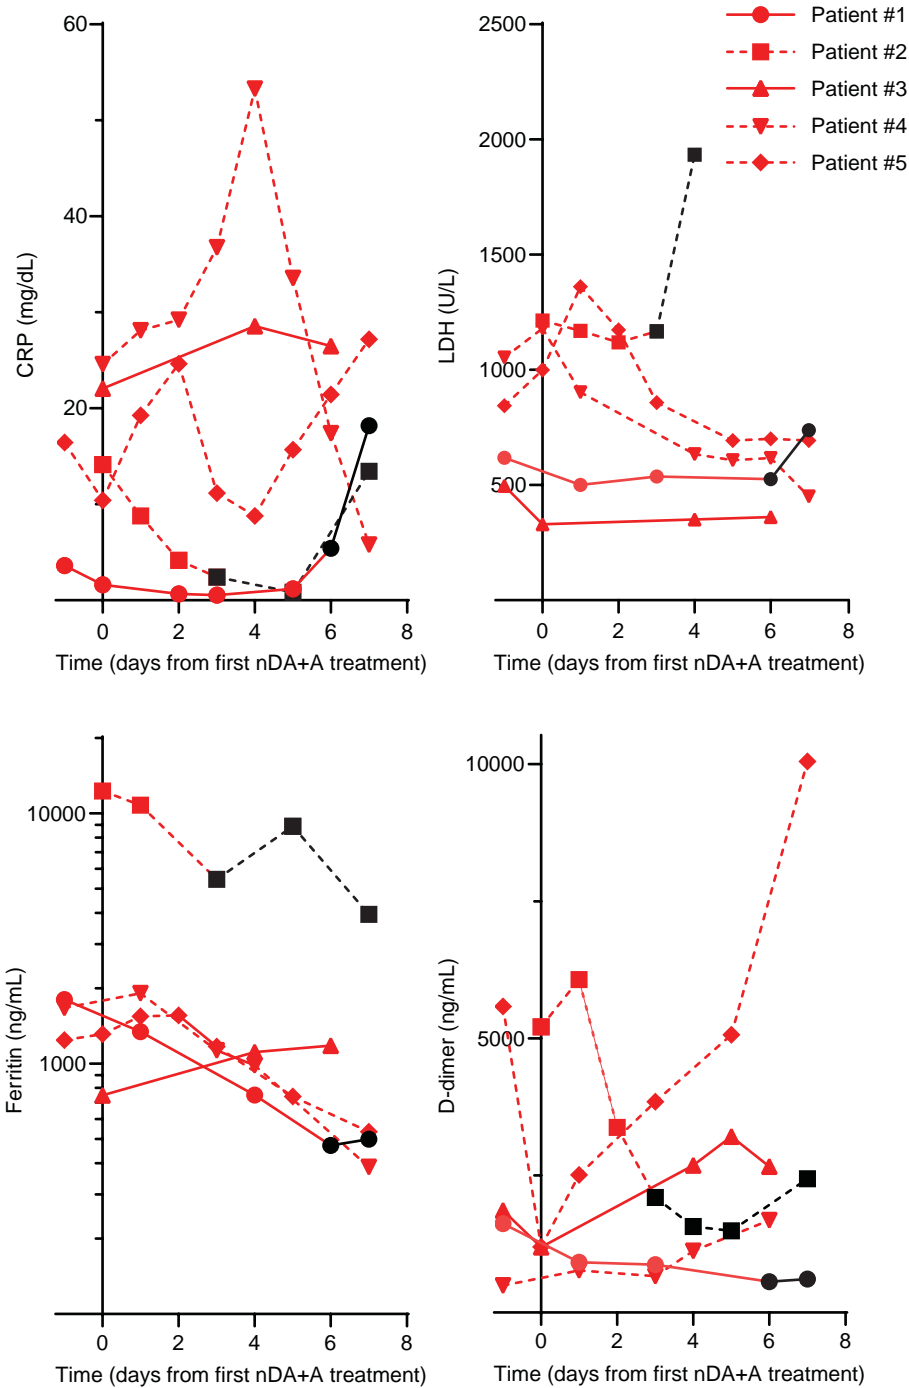 60
40
20
CRP (mg/dL)
0 2 4 6 8
Time (days from first nDA+A treatment)
2500
2000
1500
1000
500
LDH (U/L)
0 2 4 6 8
Time (days from first nDA+A treatment)
Patient #1
Patient #2
Patient #3
Patient #4
Patient #5
10000
1000
Ferritin (ng/mL)
0 2 4 6 8
Time (days from first nDA+A treatment)
10000
5000
D-dimer (ng/mL)
0 2 4 6 8
Time (days from first nDA+A treatment)